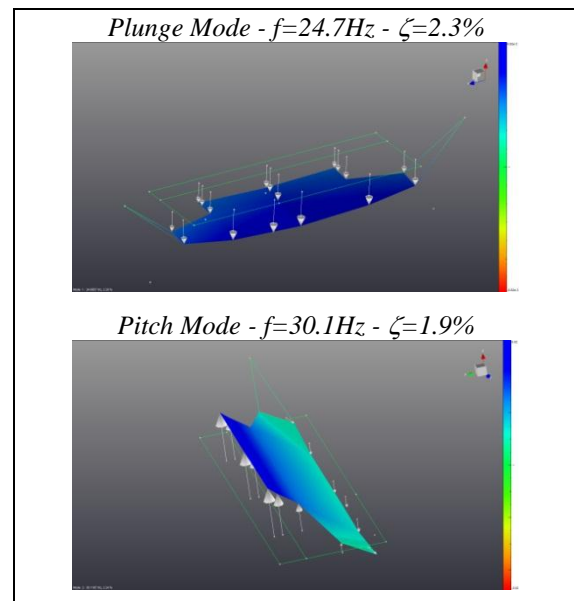 Plunge Mode - f=24.7Hz - ζ=2.3%
Pitch Mode - f=30.1Hz - ζ=1.9%